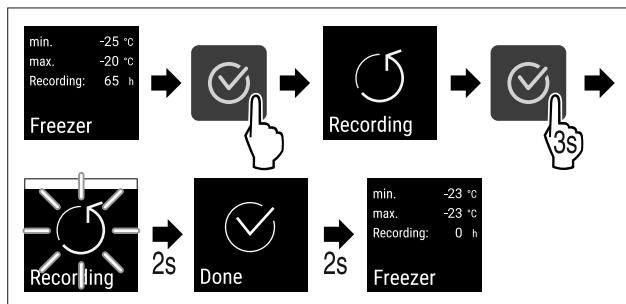 min. -25 °C
max. -20 °C
Recording: 65 h
Freezer
Recording
3s
Recording
2s
Done
2s
min. -23 °C
max. -23 °C
Recording: 0 h
Freezer